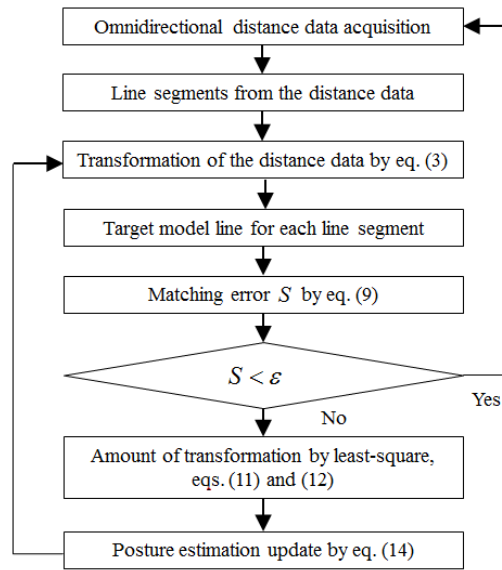 Omnidirectional distance data acquisition
Line segments from the distance data
Transformation of the distance data by eq. (3)
Target model line for each line segment
Matching error S by eq. (9)
S < ε
Yes
No
Amount of transformation by least-square,
eqs. (11) and (12)
Posture estimation update by eq. (14)